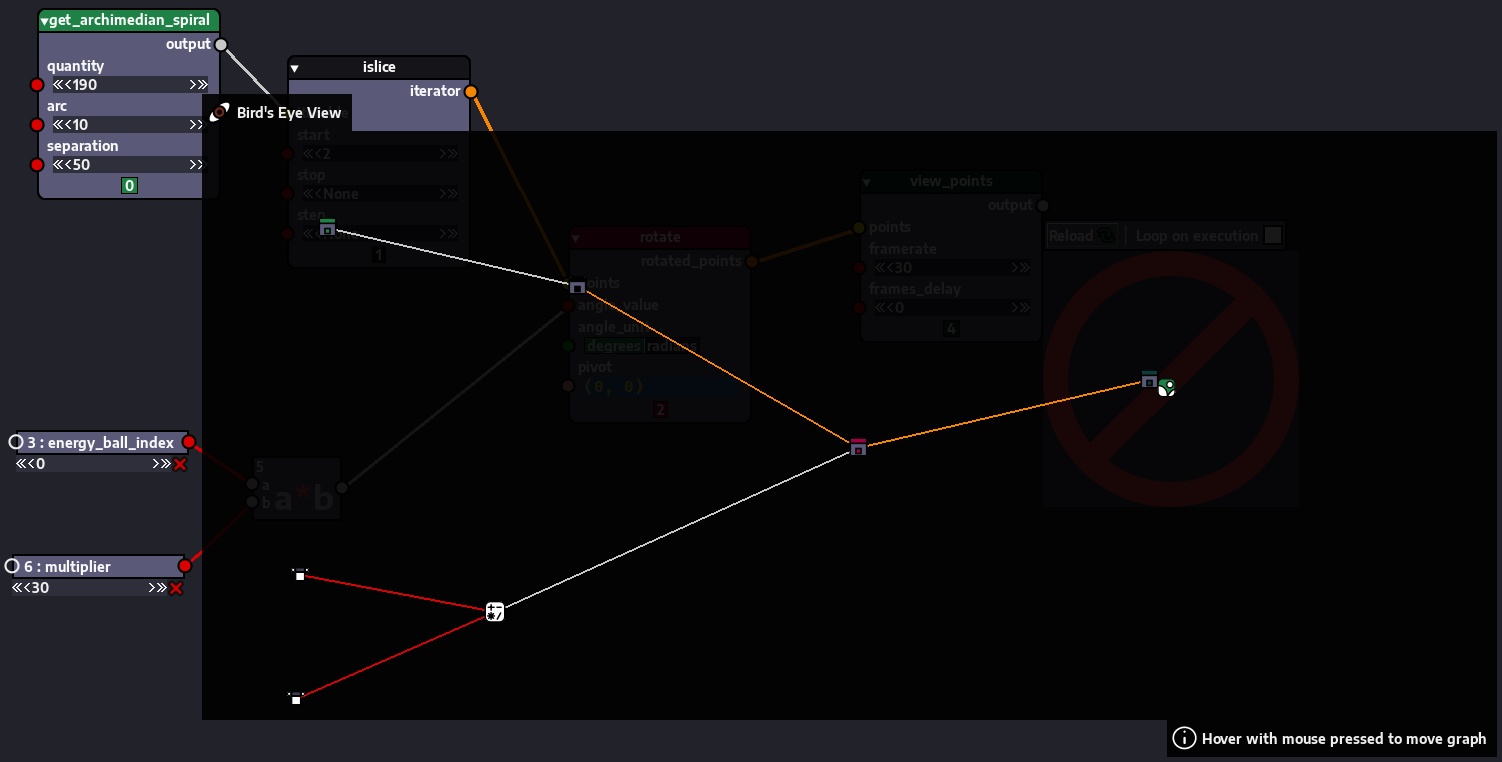 get_archimedian_spiral
output
quantity
190
arc
10
separation
50
0
islice
iterator
Bird's Eye View
start
2
stop
None
step
None
1
rotate
rotated_points
points
angle_value
angle_unit
degrees radians
pivot
(0, 0)
2
view_points
output
points
framerate
30
frames_delay
0
4
Reload
Loop on execution
3 : energy_ball_index
0
5
a
b
a*b
6 : multiplier
30
Hover with mouse pressed to move graph